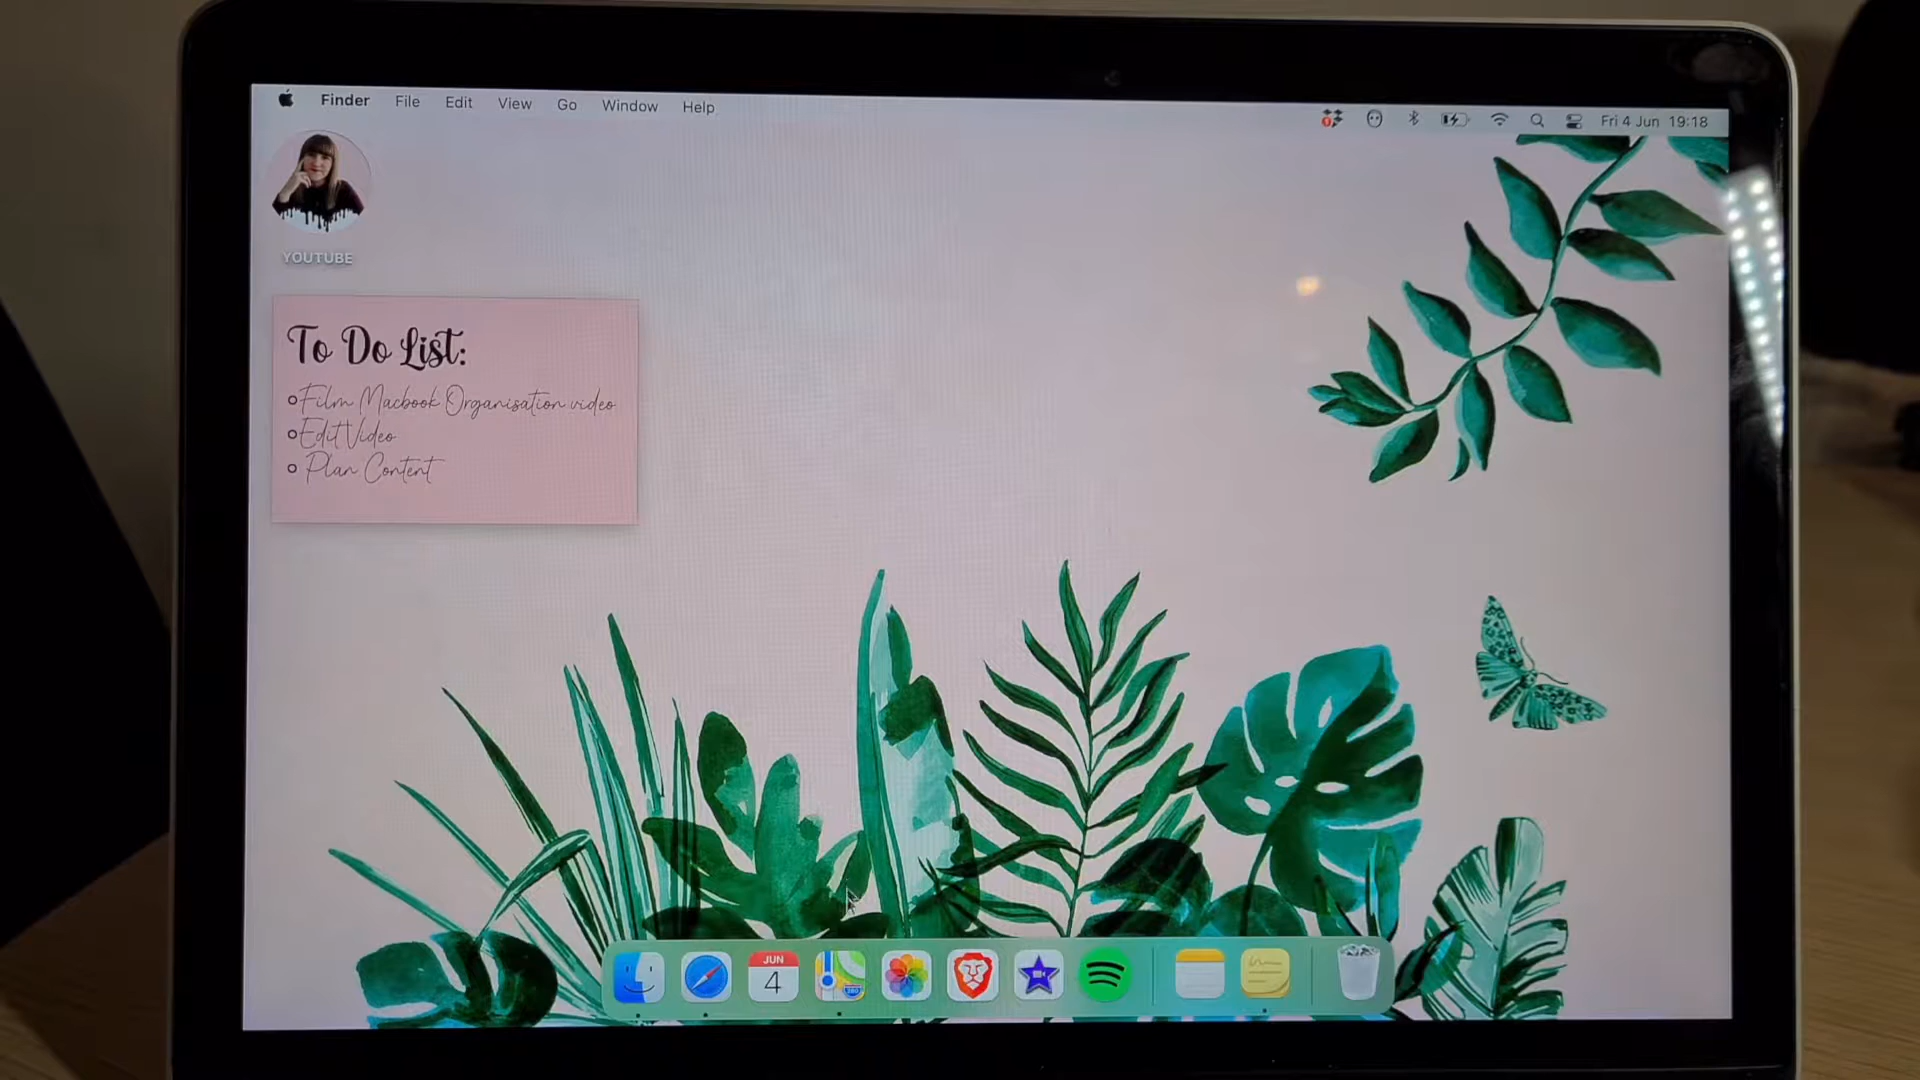 Finder File Edit View Go Window Help
Fri 4 Jun 19:18
YOUTUBE
To Do List:
Film Macbook Organisation video
Edit Video
Plan Content
JUN
4